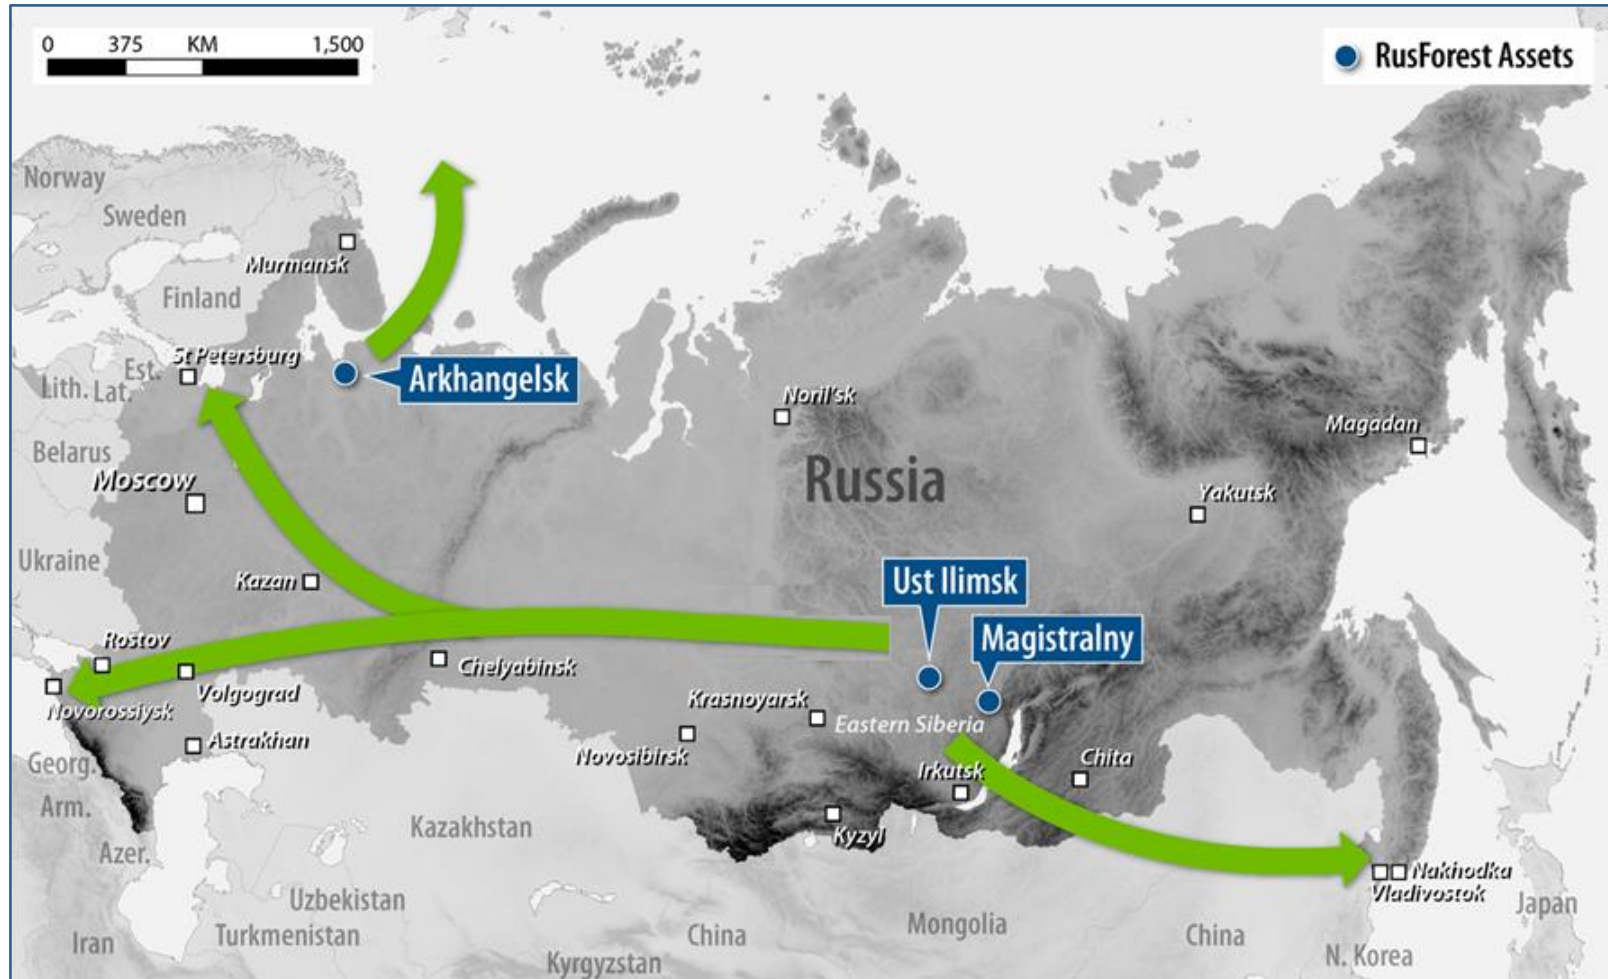 0 375 KM 1,500
RusForest Assets
Norway
Sweden
Murmansk
Finland
St Petersburg
Est.
Lith. Lat.
Arkhangelsk
Noril'sk
Magadan
Belarus
Moscow
Russia
Yakutsk
Ukraine
Kazan
Ust Ilimsk
Magistralny
Rostov
Chelyabinsk
Volgograd
Novorossiysk
Krasnoyarsk
Eastern Siberia
Astrakhan
Novosibirsk
Irkutsk
Chita
Georg.
Arm.
Kazakhstan
Kyzyl
Azer.
Nakhodka
Vladivostok
Uzbekistan
Japan
Iran
Turkmenistan
China
Mongolia
China
N. Korea
Kyrgyzstan